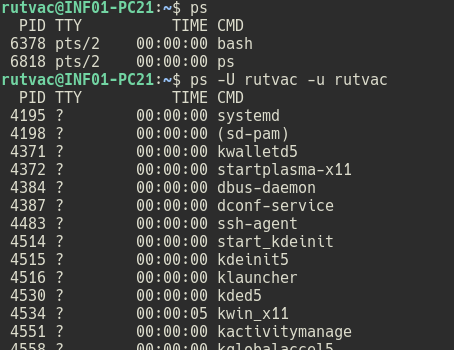 rutvac@INF01-PC21:~$ ps
  PID TTY          TIME CMD
 6378 pts/2    00:00:00 bash
 6818 pts/2    00:00:00 ps
rutvac@INF01-PC21:~$ ps -U rutvac -u rutvac
  PID TTY          TIME CMD
 4195 ?        00:00:00 systemd
 4198 ?        00:00:00 (sd-pam)
 4371 ?        00:00:00 kwalletd5
 4372 ?        00:00:00 startplasma-x11
 4384 ?        00:00:00 dbus-daemon
 4387 ?        00:00:00 dconf-service
 4483 ?        00:00:00 ssh-agent
 4514 ?        00:00:00 start_kdeinit
 4515 ?        00:00:00 kdeinit5
 4516 ?        00:00:00 klauncher
 4530 ?        00:00:00 kded5
 4534 ?        00:00:05 kwin_x11
 4551 ?        00:00:00 kactivitymanage
 4558 ?        00:00:00 kglobalaccel5